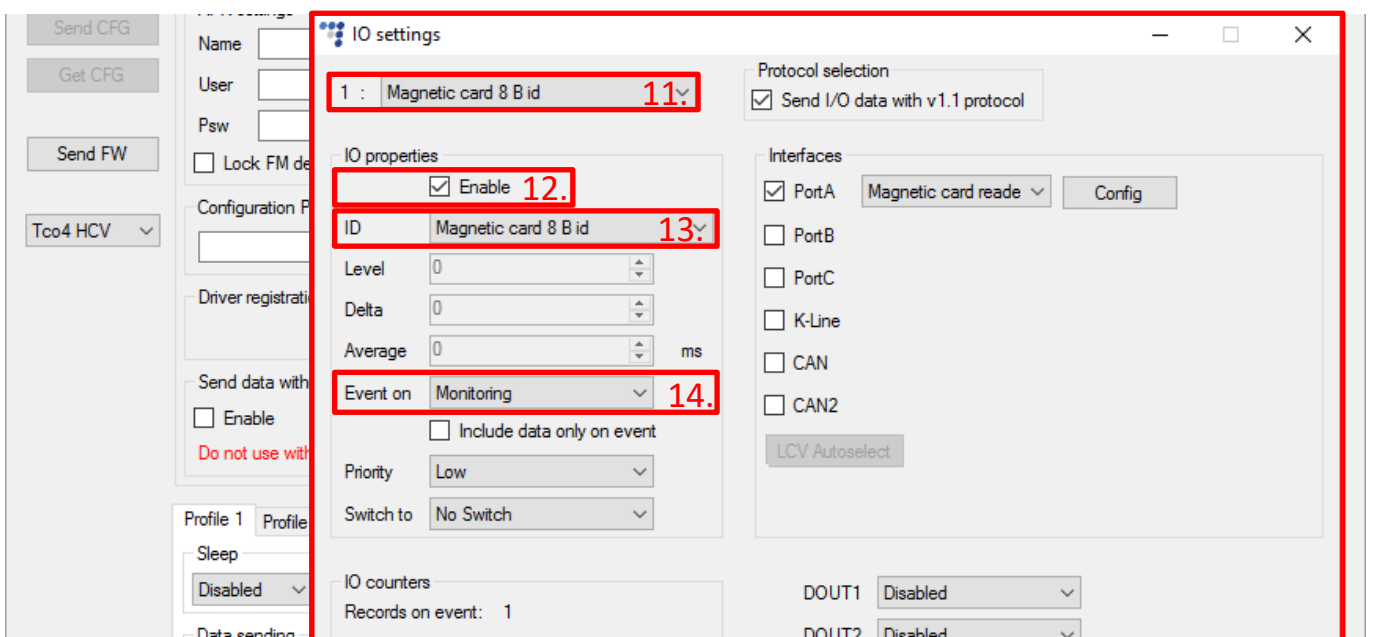 Send CFG
Get CFG
Send FW
Tco4 HCV
Name
User
Psw
Lock FM de
Configuration P
Driver registrati
Send data with
Enable
Do not use with
Profile 1 Profile
Sleep
Disabled
Data sending
IO settings
1 : Magnetic card 8 B id 11.
Protocol selection
Send I/O data with v1.1 protocol
IO properties
Enable 12.
ID Magnetic card 8 B id 13.
Level 0
Delta 0
Average 0 ms
Event on Monitoring 14.
Include data only on event
Priority Low
Switch to No Switch
Interfaces
PortA Magnetic card reade Config
PortB
PortC
K-Line
CAN
CAN2
LCV Autoselect
IO counters
Records on event: 1
DOUT1 Disabled
DOUT2 Disabled